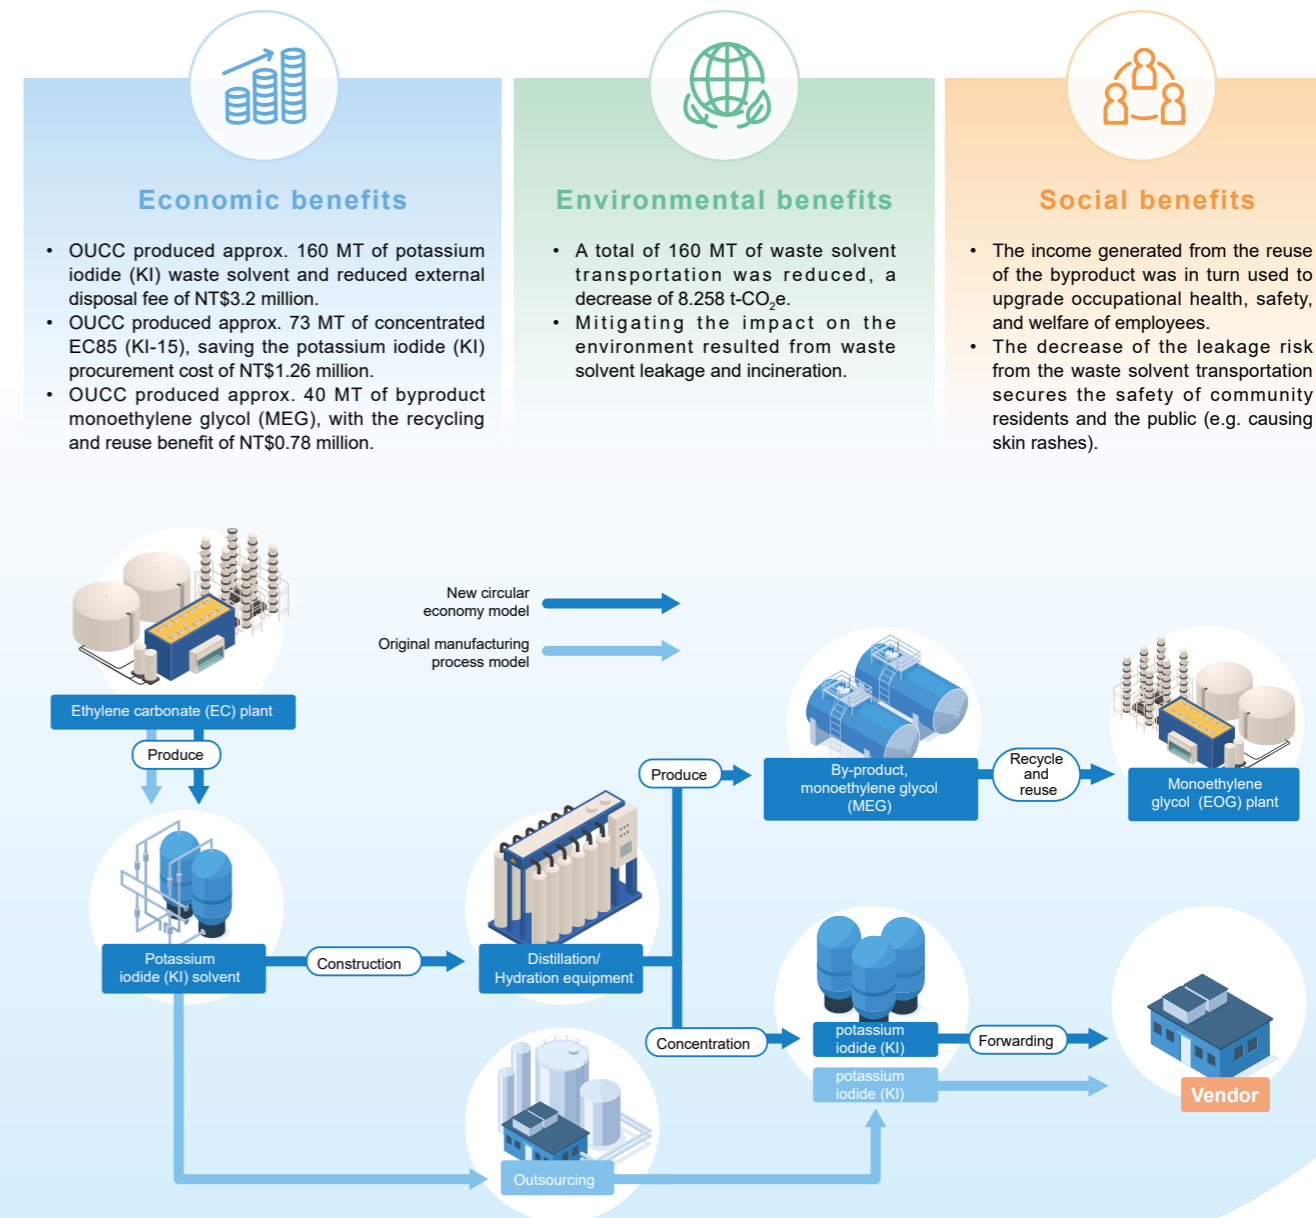 Economic benefits
• OUCC produced approx. 160 MT of potassium
iodide (KI) waste solvent and reduced external
disposal fee of NT$3.2 million.
• OUCC produced approx. 73 MT of concentrated
EC85 (KI-15), saving the potassium iodide (KI)
procurement cost of NT$1.26 million.
• OUCC produced approx. 40 MT of byproduct
monoethylene glycol (MEG), with the recycling
and reuse benefit of NT$0.78 million.
Environmental benefits
• A total of 160 MT of waste solvent
transportation was reduced, a
decrease of 8.258 t-CO₂e.
• Mitigating the impact on the
environment resulted from waste
solvent leakage and incineration.
Social benefits
• The income generated from the reuse
of the byproduct was in turn used to
upgrade occupational health, safety,
and welfare of employees.
• The decrease of the leakage risk
from the waste solvent transportation
secures the safety of community
residents and the public (e.g. causing
skin rashes).
New circular
economy model
Original manufacturing
process model
Ethylene carbonate (EC) plant
Produce
Potassium
iodide (KI) solvent
Construction
Distillation/
Hydration equipment
Produce
By-product,
monoethylene glycol
(MEG)
Recycle
and
reuse
Monoethylene
glycol (EOG) plant
Concentration
potassium
iodide (KI)
Forwarding
potassium
iodide (KI)
Vendor
Outsourcing